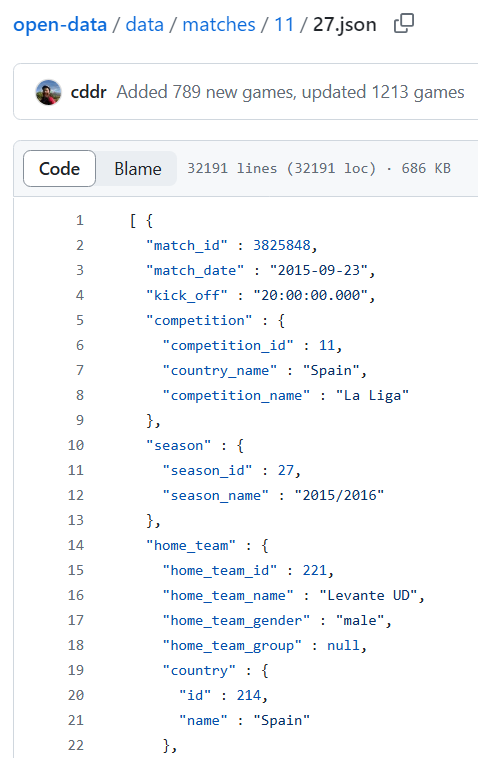 open-data / data / matches / 11 / 27.json
cddr Added 789 new games, updated 1213 games
Code Blame 32191 lines (32191 loc) · 686 KB
1 [ {
2 "match_id" : 3825848,
3 "match_date" : "2015-09-23",
4 "kick_off" : "20:00:00.000",
5 "competition" : {
6 "competition_id" : 11,
7 "country_name" : "Spain",
8 "competition_name" : "La Liga"
9 },
10 "season" : {
11 "season_id" : 27,
12 "season_name" : "2015/2016"
13 },
14 "home_team" : {
15 "home_team_id" : 221,
16 "home_team_name" : "Levante UD",
17 "home_team_gender" : "male",
18 "home_team_group" : null,
19 "country" : {
20 "id" : 214,
21 "name" : "Spain"
22 },